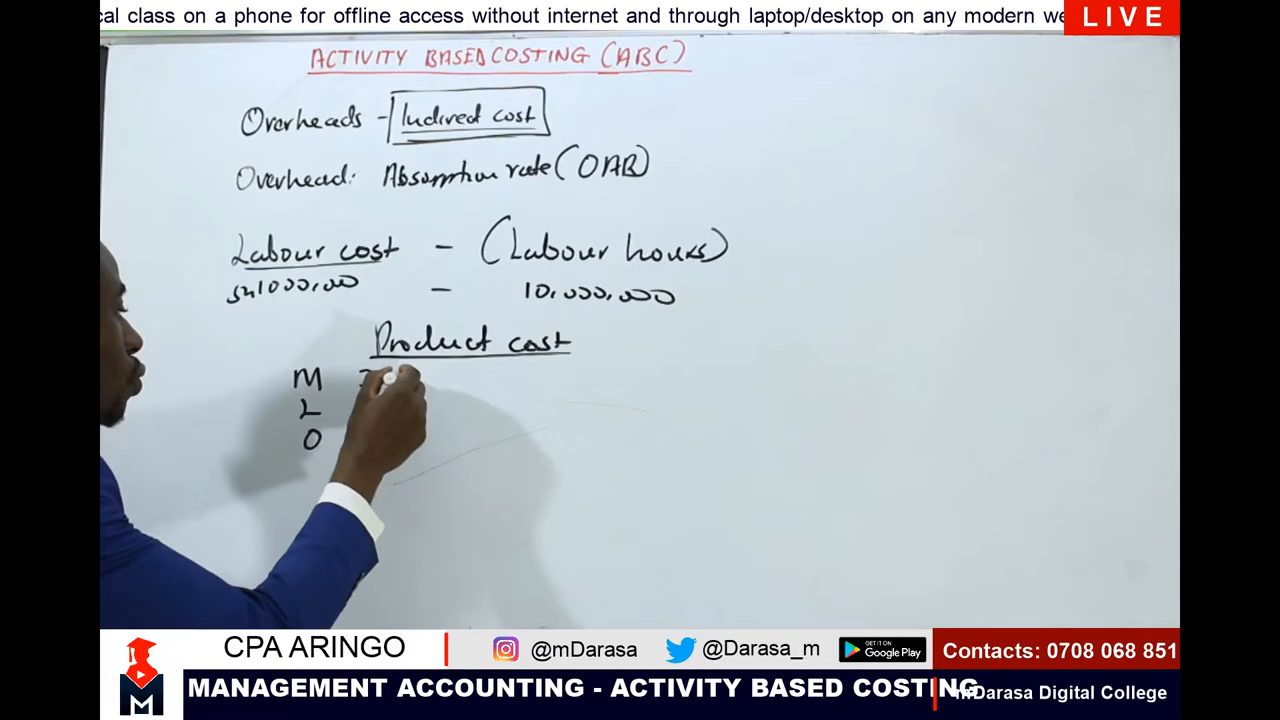 cal class on a phone for offline access without internet and through laptop/desktop on any modern we
LIVE
ACTIVITY BASED COSTING (ABC)
Overheads - Indirect cost
Overhead: Absorption rate (OAR)
Labour cost - (Labour hours)
sh1000,000 - 10,000,000
Product cost
M
L
O
CPA ARINGO
@mDarasa
@Darasa_m
GET IT ON
Google Play
Contacts: 0708 068 851
M
MANAGEMENT ACCOUNTING - ACTIVITY BASED COSTING
mDarasa Digital College